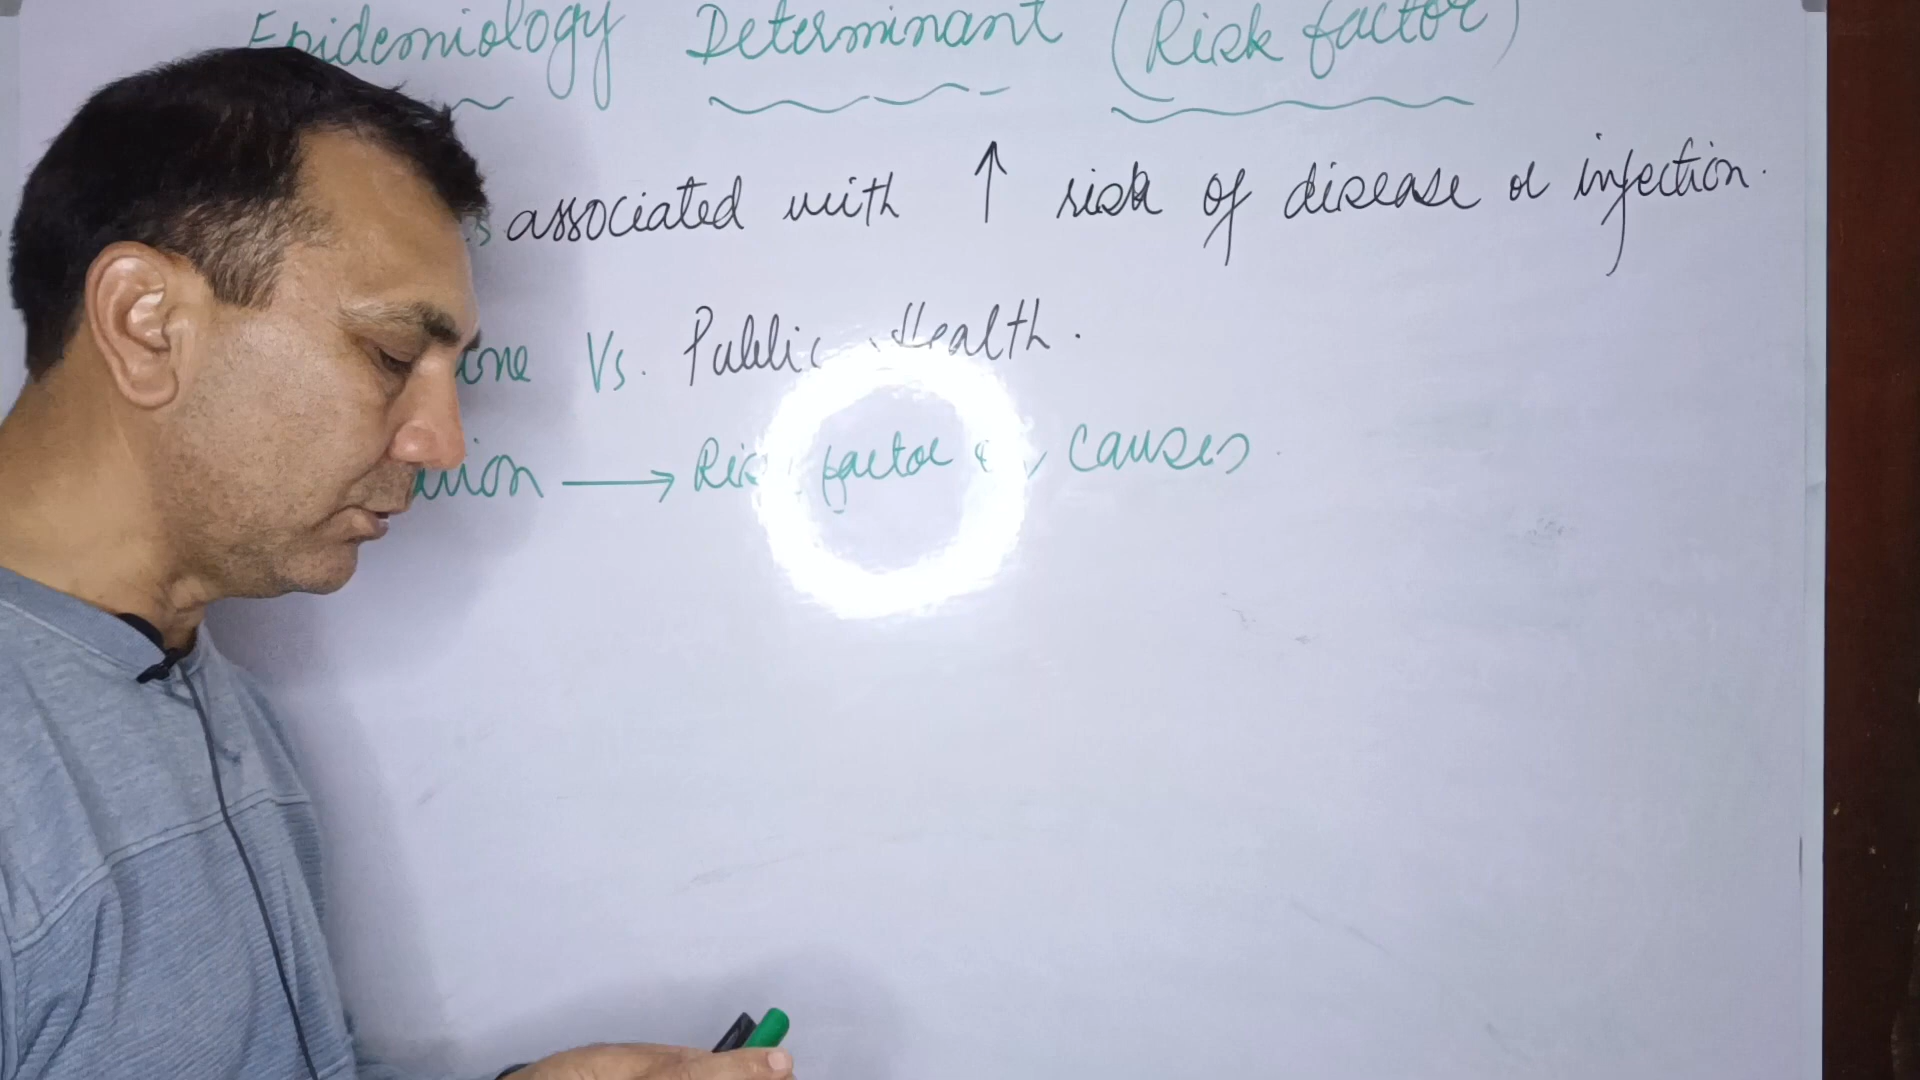 Epidemiology Determinant (Risk factor)
associated with ↑ risk of disease or infection.
Vs. Public Health.
→ Risk factor causes